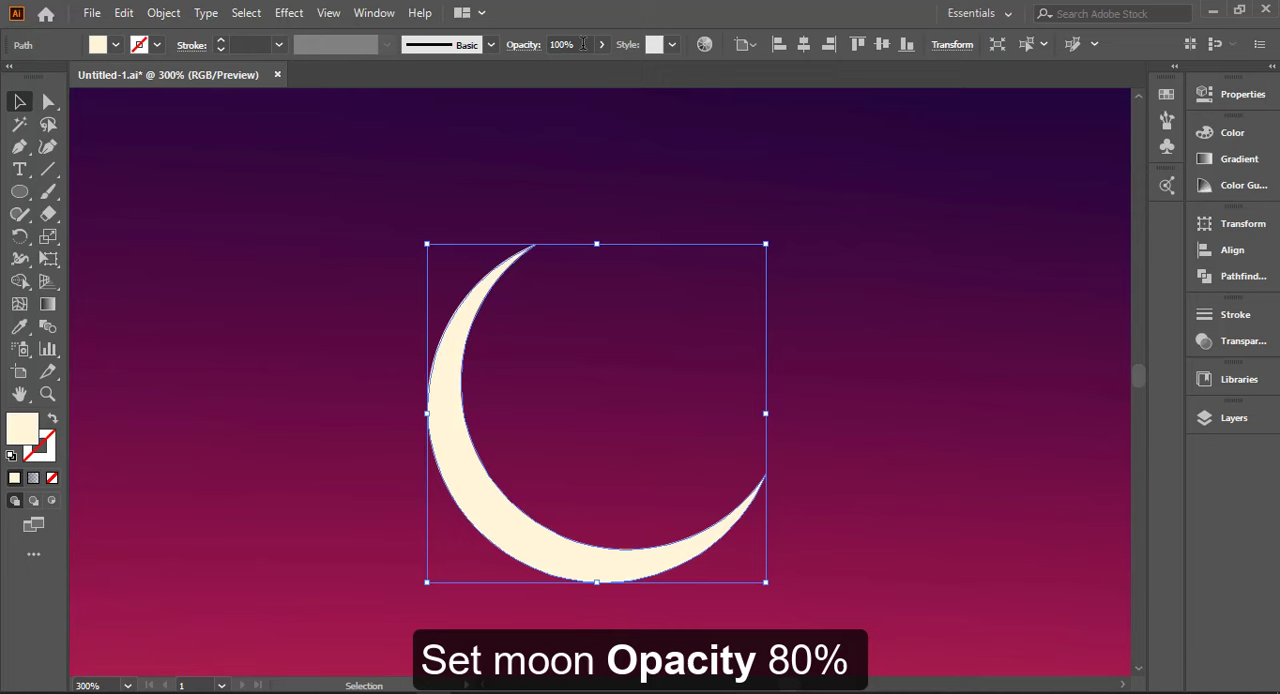 Ai File Edit Object Type Select Effect View Window Help Essentials Search Adobe Stock
Path Stroke: Basic Opacity: 100% Style: Transform
Untitled-1.ai* @ 300% (RGB/Preview) ×
Properties
Color
Gradient
Color Gu...
Transform
Align
Pathfind...
Stroke
Transpar...
Libraries
Layers
Set moon Opacity 80%
300% 1 Selection